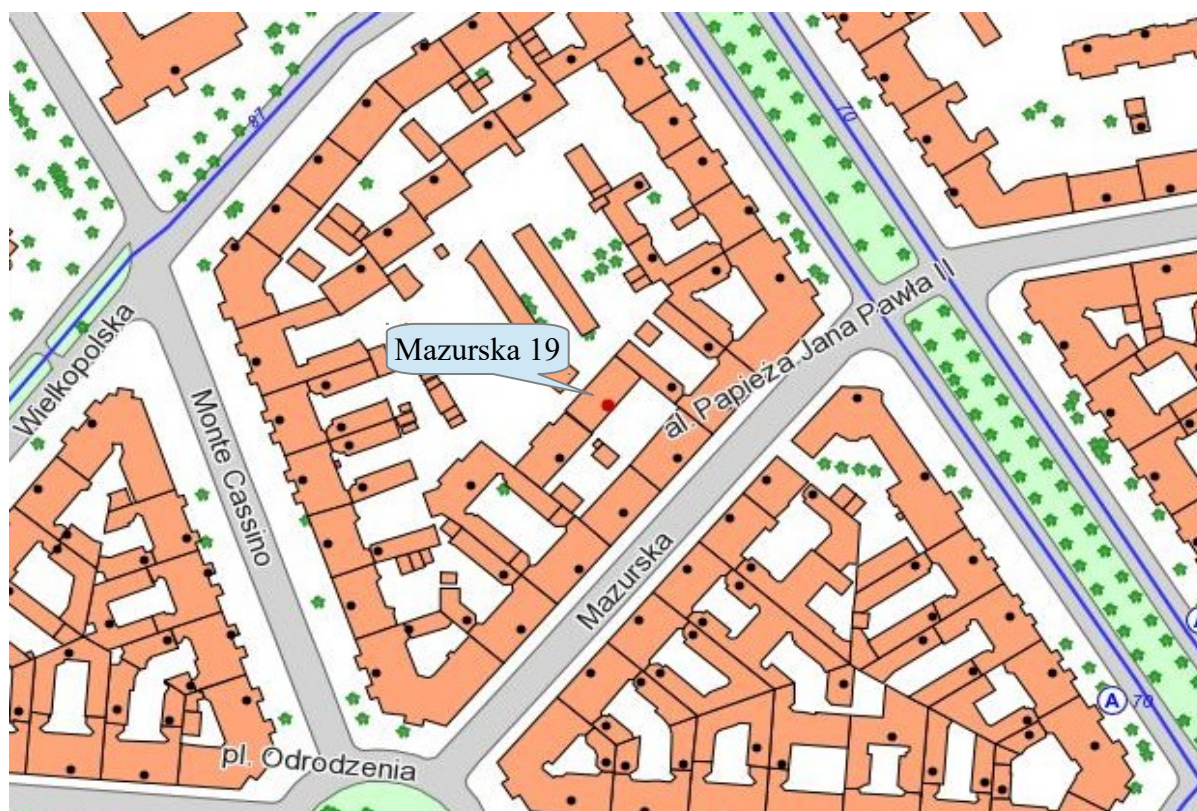 87
70
Wielkopolska
Mazurska 19
al. Papieża Jana Pawła II
Monte Cassino
Mazurska
A 70
pl. Odrodzenia